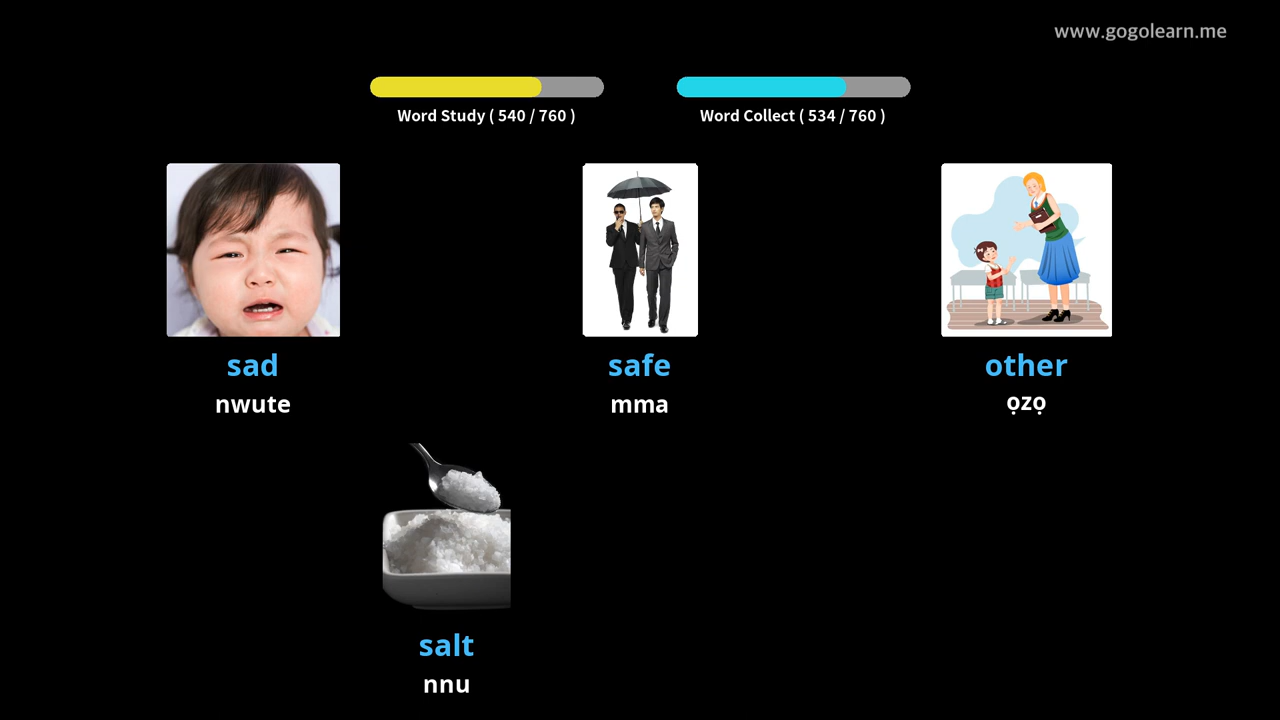 www.gogolearn.me
Word Study ( 540 / 760 )
Word Collect ( 534 / 760 )
sad
nwute
safe
mma
other
ọzọ
salt
nnu